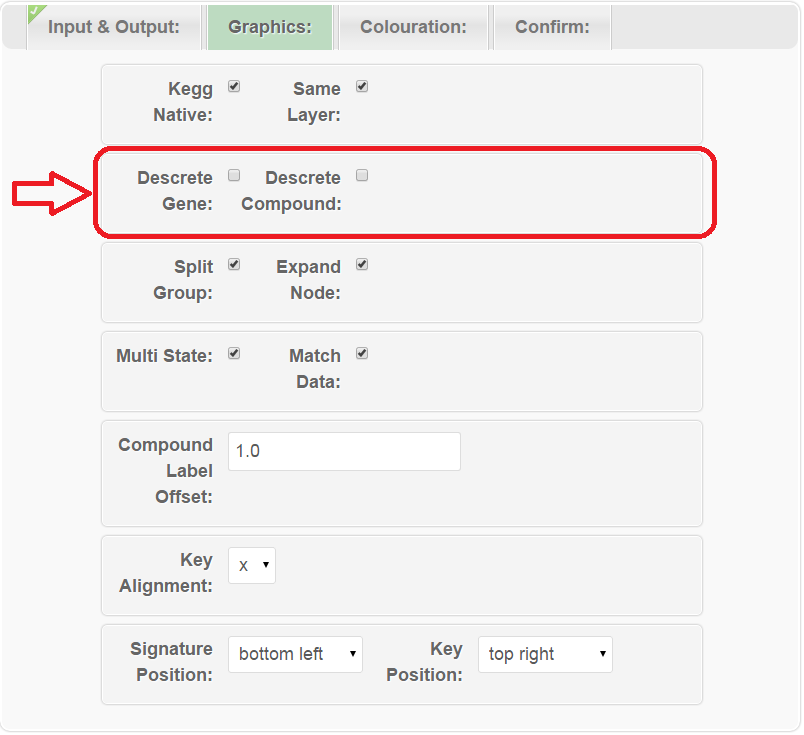 Input & Output: Graphics: Colouration: Confirm:
Kegg Same
Native: Layer:
Descrete Descrete
Gene: Compound:
Split Expand
Group: Node:
Multi State: Match
Data:
Compound
Label
Offset:
1.0
Key
Alignment:
x
Signature
Position:
bottom left
Key
Position:
top right